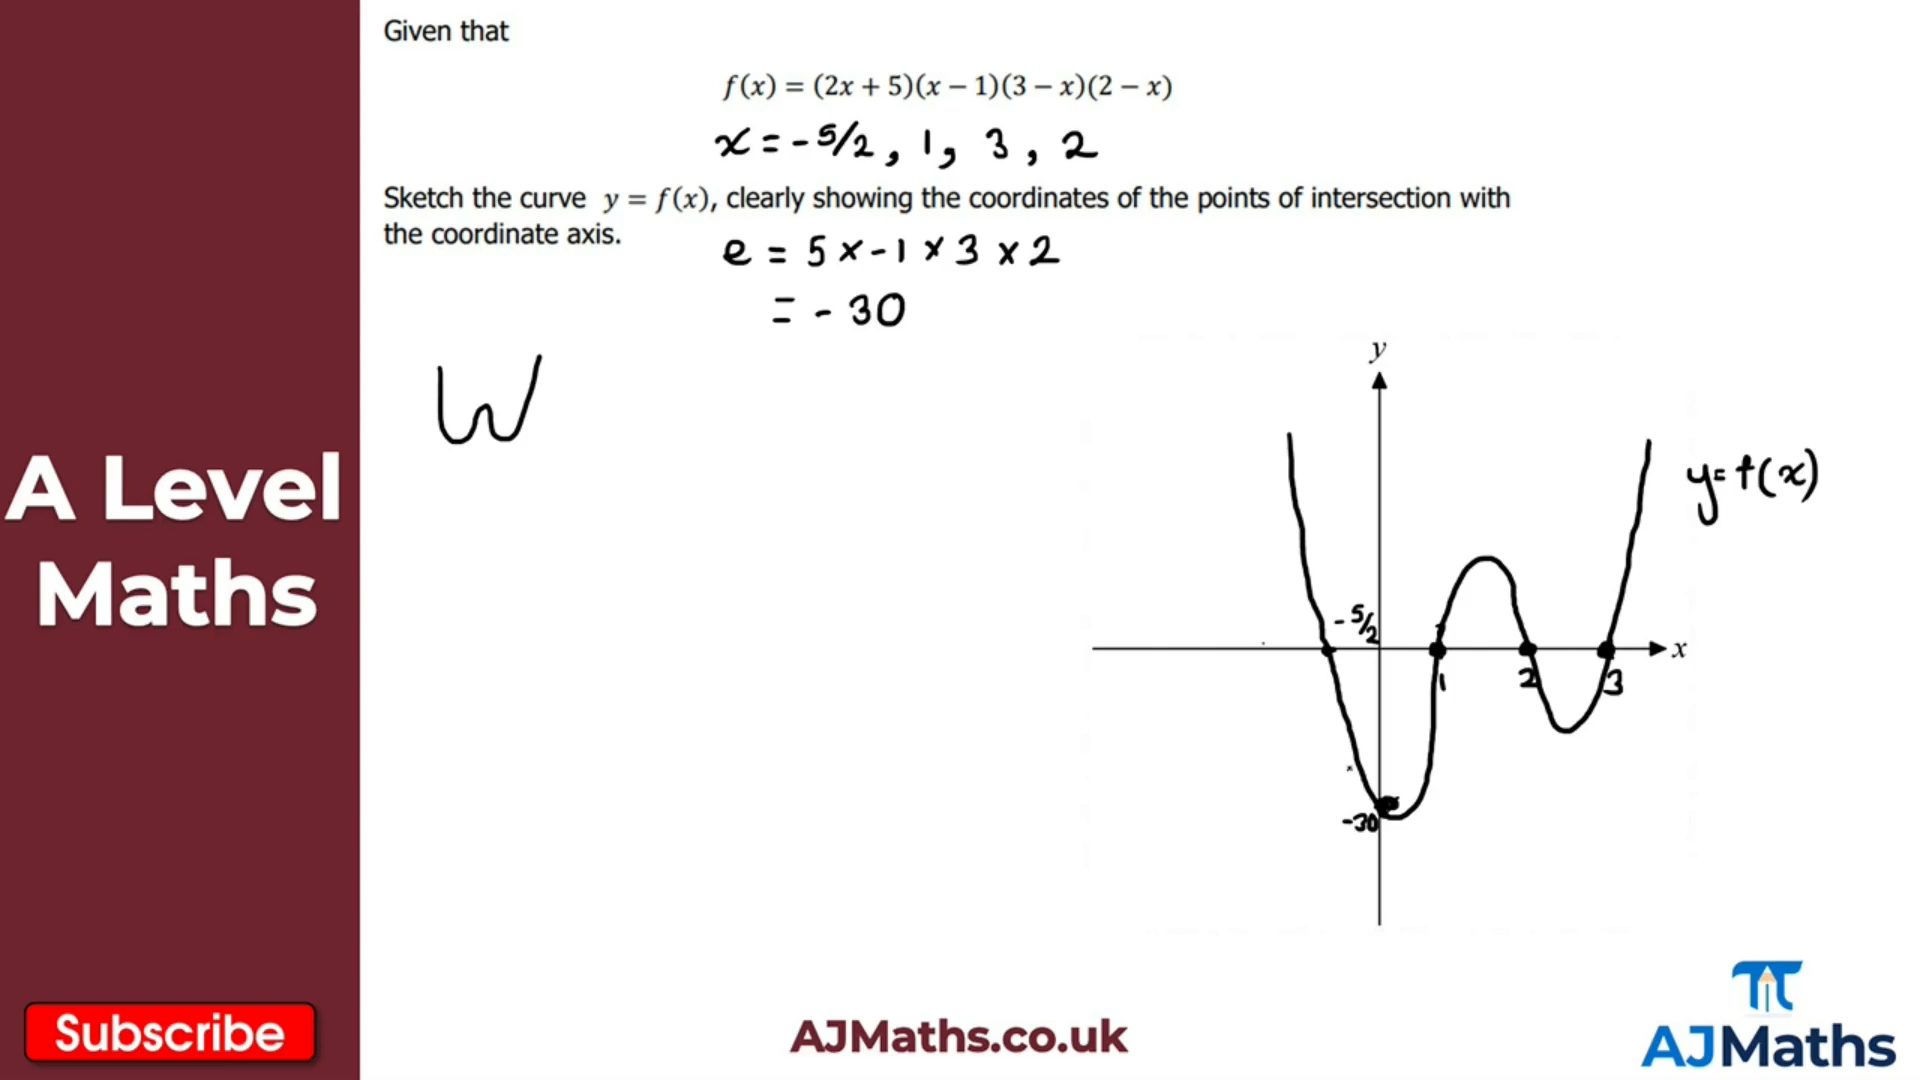 Given that
f(x) = (2x + 5)(x − 1)(3 − x)(2 − x)
x = - 5/2 , 1 , 3 , 2
Sketch the curve y = f(x), clearly showing the coordinates of the points of intersection with
the coordinate axis.
e = 5 x -1 x 3 x 2
= - 30
W
y
y=f(x)
-5/2
x
1
2
3
-30
A Level
Maths
Subscribe
AJMaths.co.uk
AJMaths